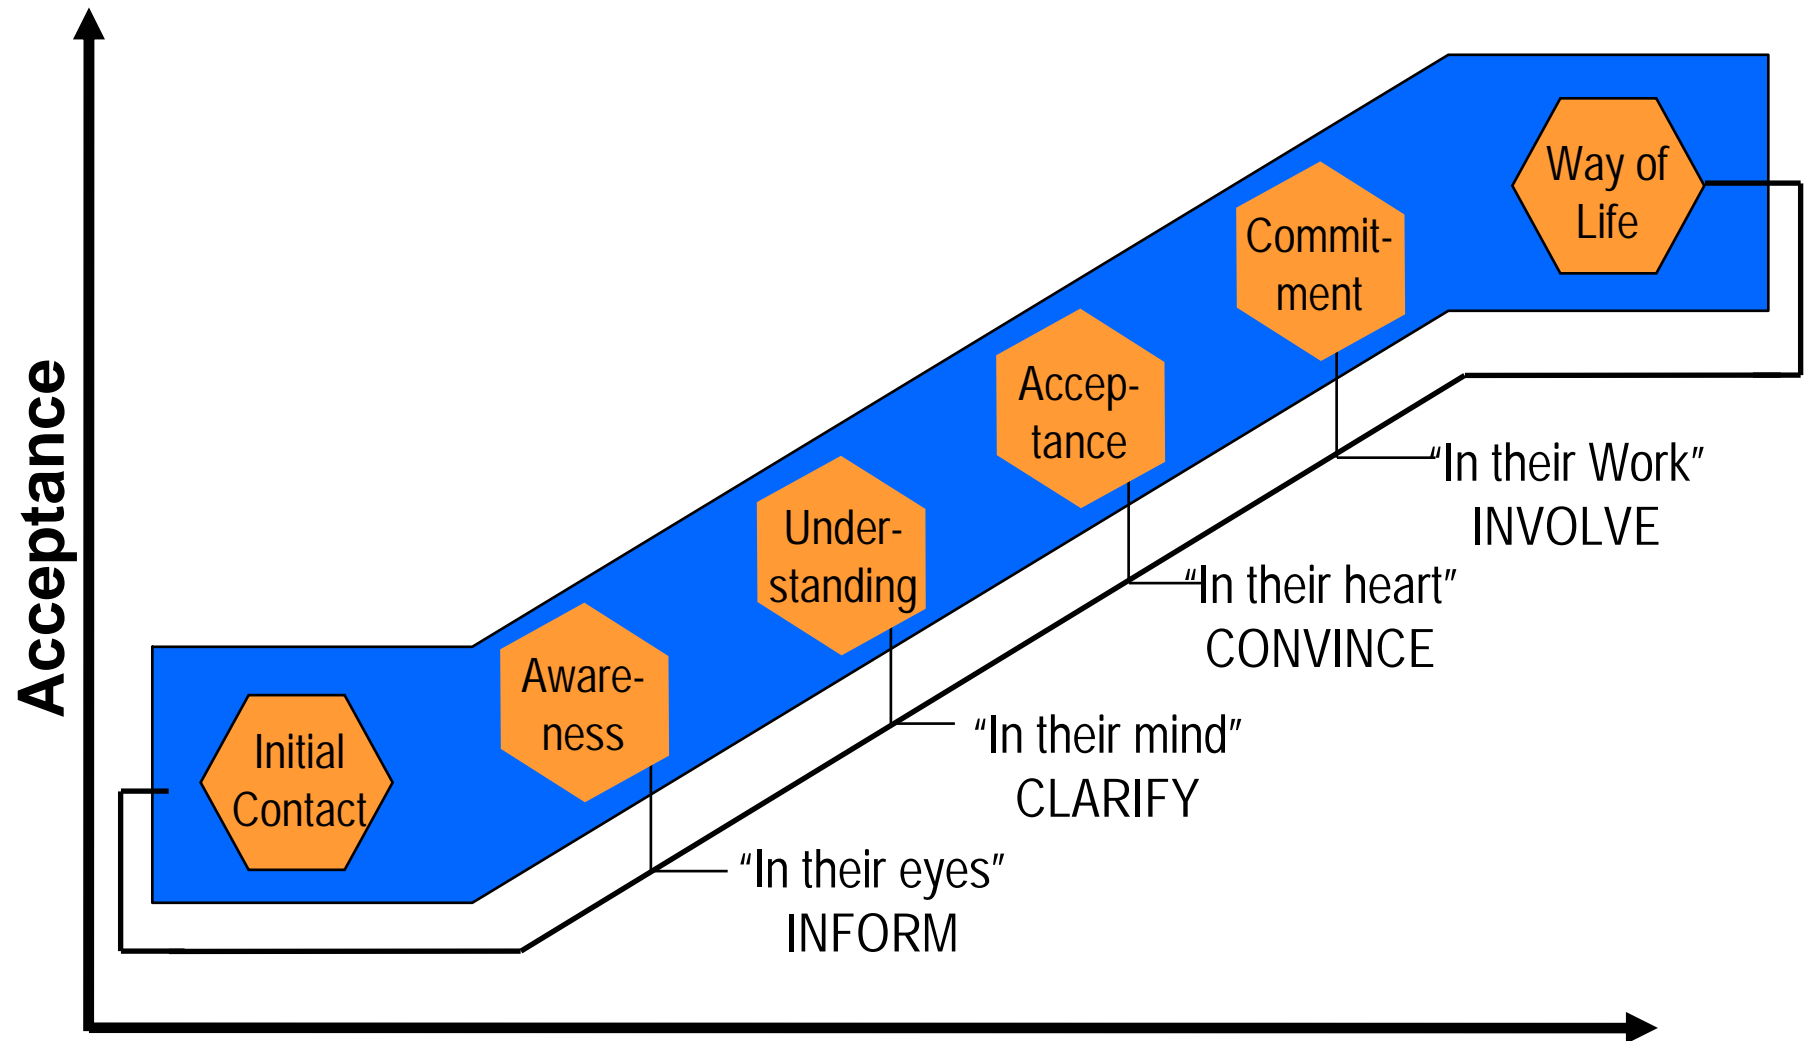 Acceptance
Initial
Contact
Aware-
ness
Under-
standing
Accep-
tance
Commit-
ment
Way of
Life
“In their eyes”
INFORM
“In their mind”
CLARIFY
“In their heart”
CONVINCE
“In their Work”
INVOLVE